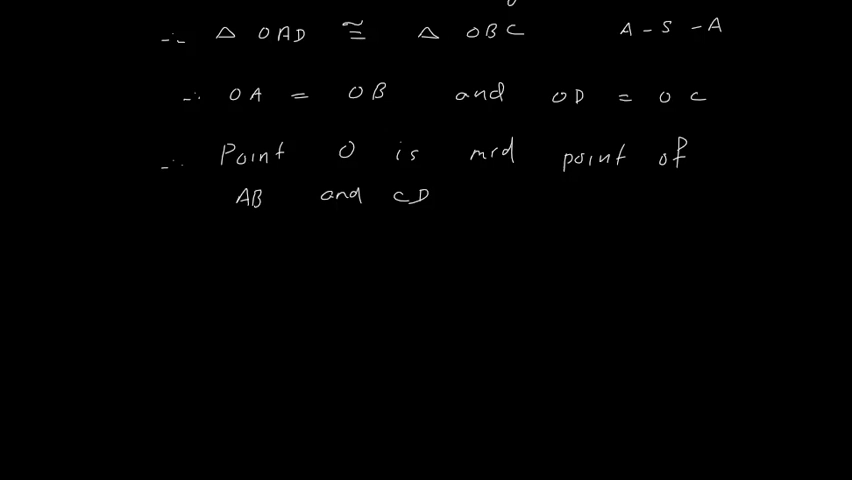 ∴ △ OAD ≅ △ OBC A-S-A
∴ OA = OB and OD = OC
∴ Point O is mid point of
AB and CD